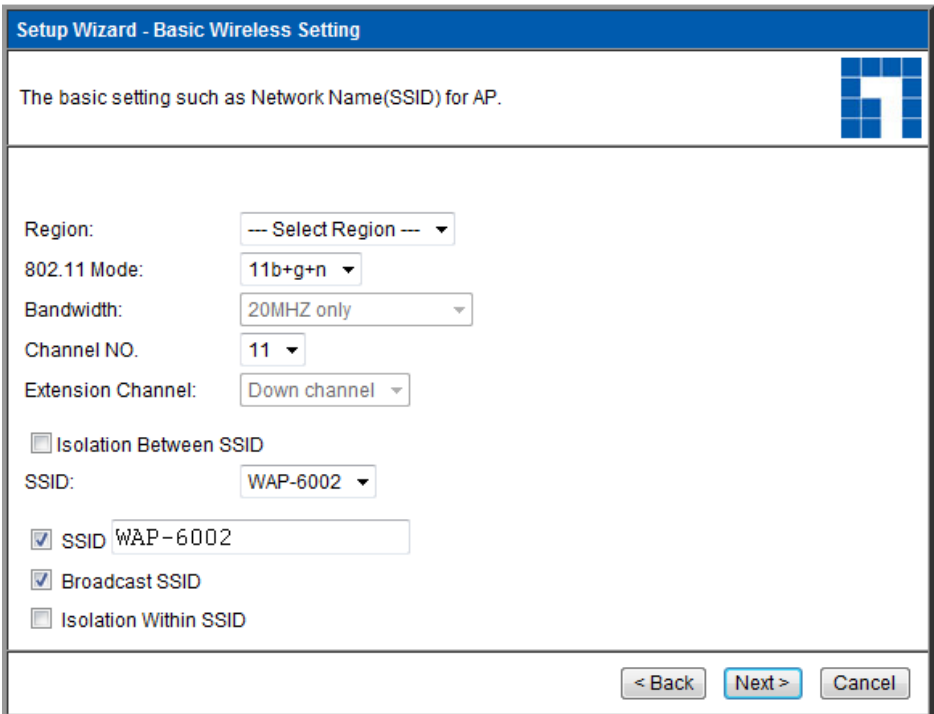 Setup Wizard - Basic Wireless Setting
The basic setting such as Network Name(SSID) for AP.
Region: --- Select Region ---
802.11 Mode: 11b+g+n
Bandwidth: 20MHZ only
Channel NO. 11
Extension Channel: Down channel
Isolation Between SSID
SSID: WAP-6002
SSID WAP-6002
Broadcast SSID
Isolation Within SSID
< Back Next > Cancel